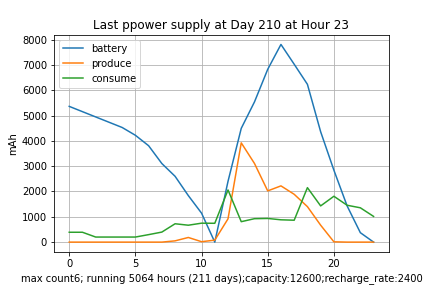 Last ppower supply at Day 210 at Hour 23
8000
7000
6000
5000
4000
3000
2000
1000
0
mAh
battery
produce
consume
0 5 10 15 20
max count6; running 5064 hours (211 days);capacity:12600;recharge_rate:2400